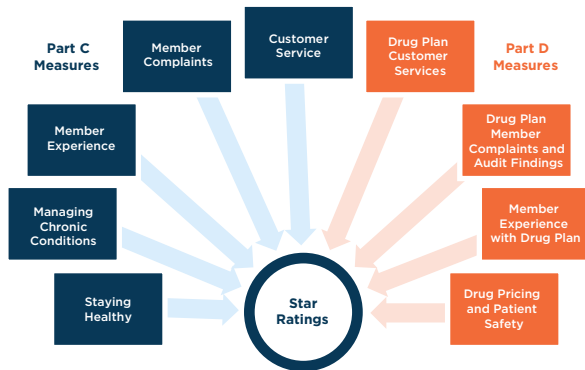 Part C
Measures
Member
Complaints
Customer
Service
Drug Plan
Customer
Services
Part D
Measures
Member
Experience
Drug Plan
Member
Complaints and
Audit Findings
Managing
Chronic
Conditions
Member
Experience
with Drug Plan
Staying
Healthy
Star
Ratings
Drug Pricing
and Patient
Safety